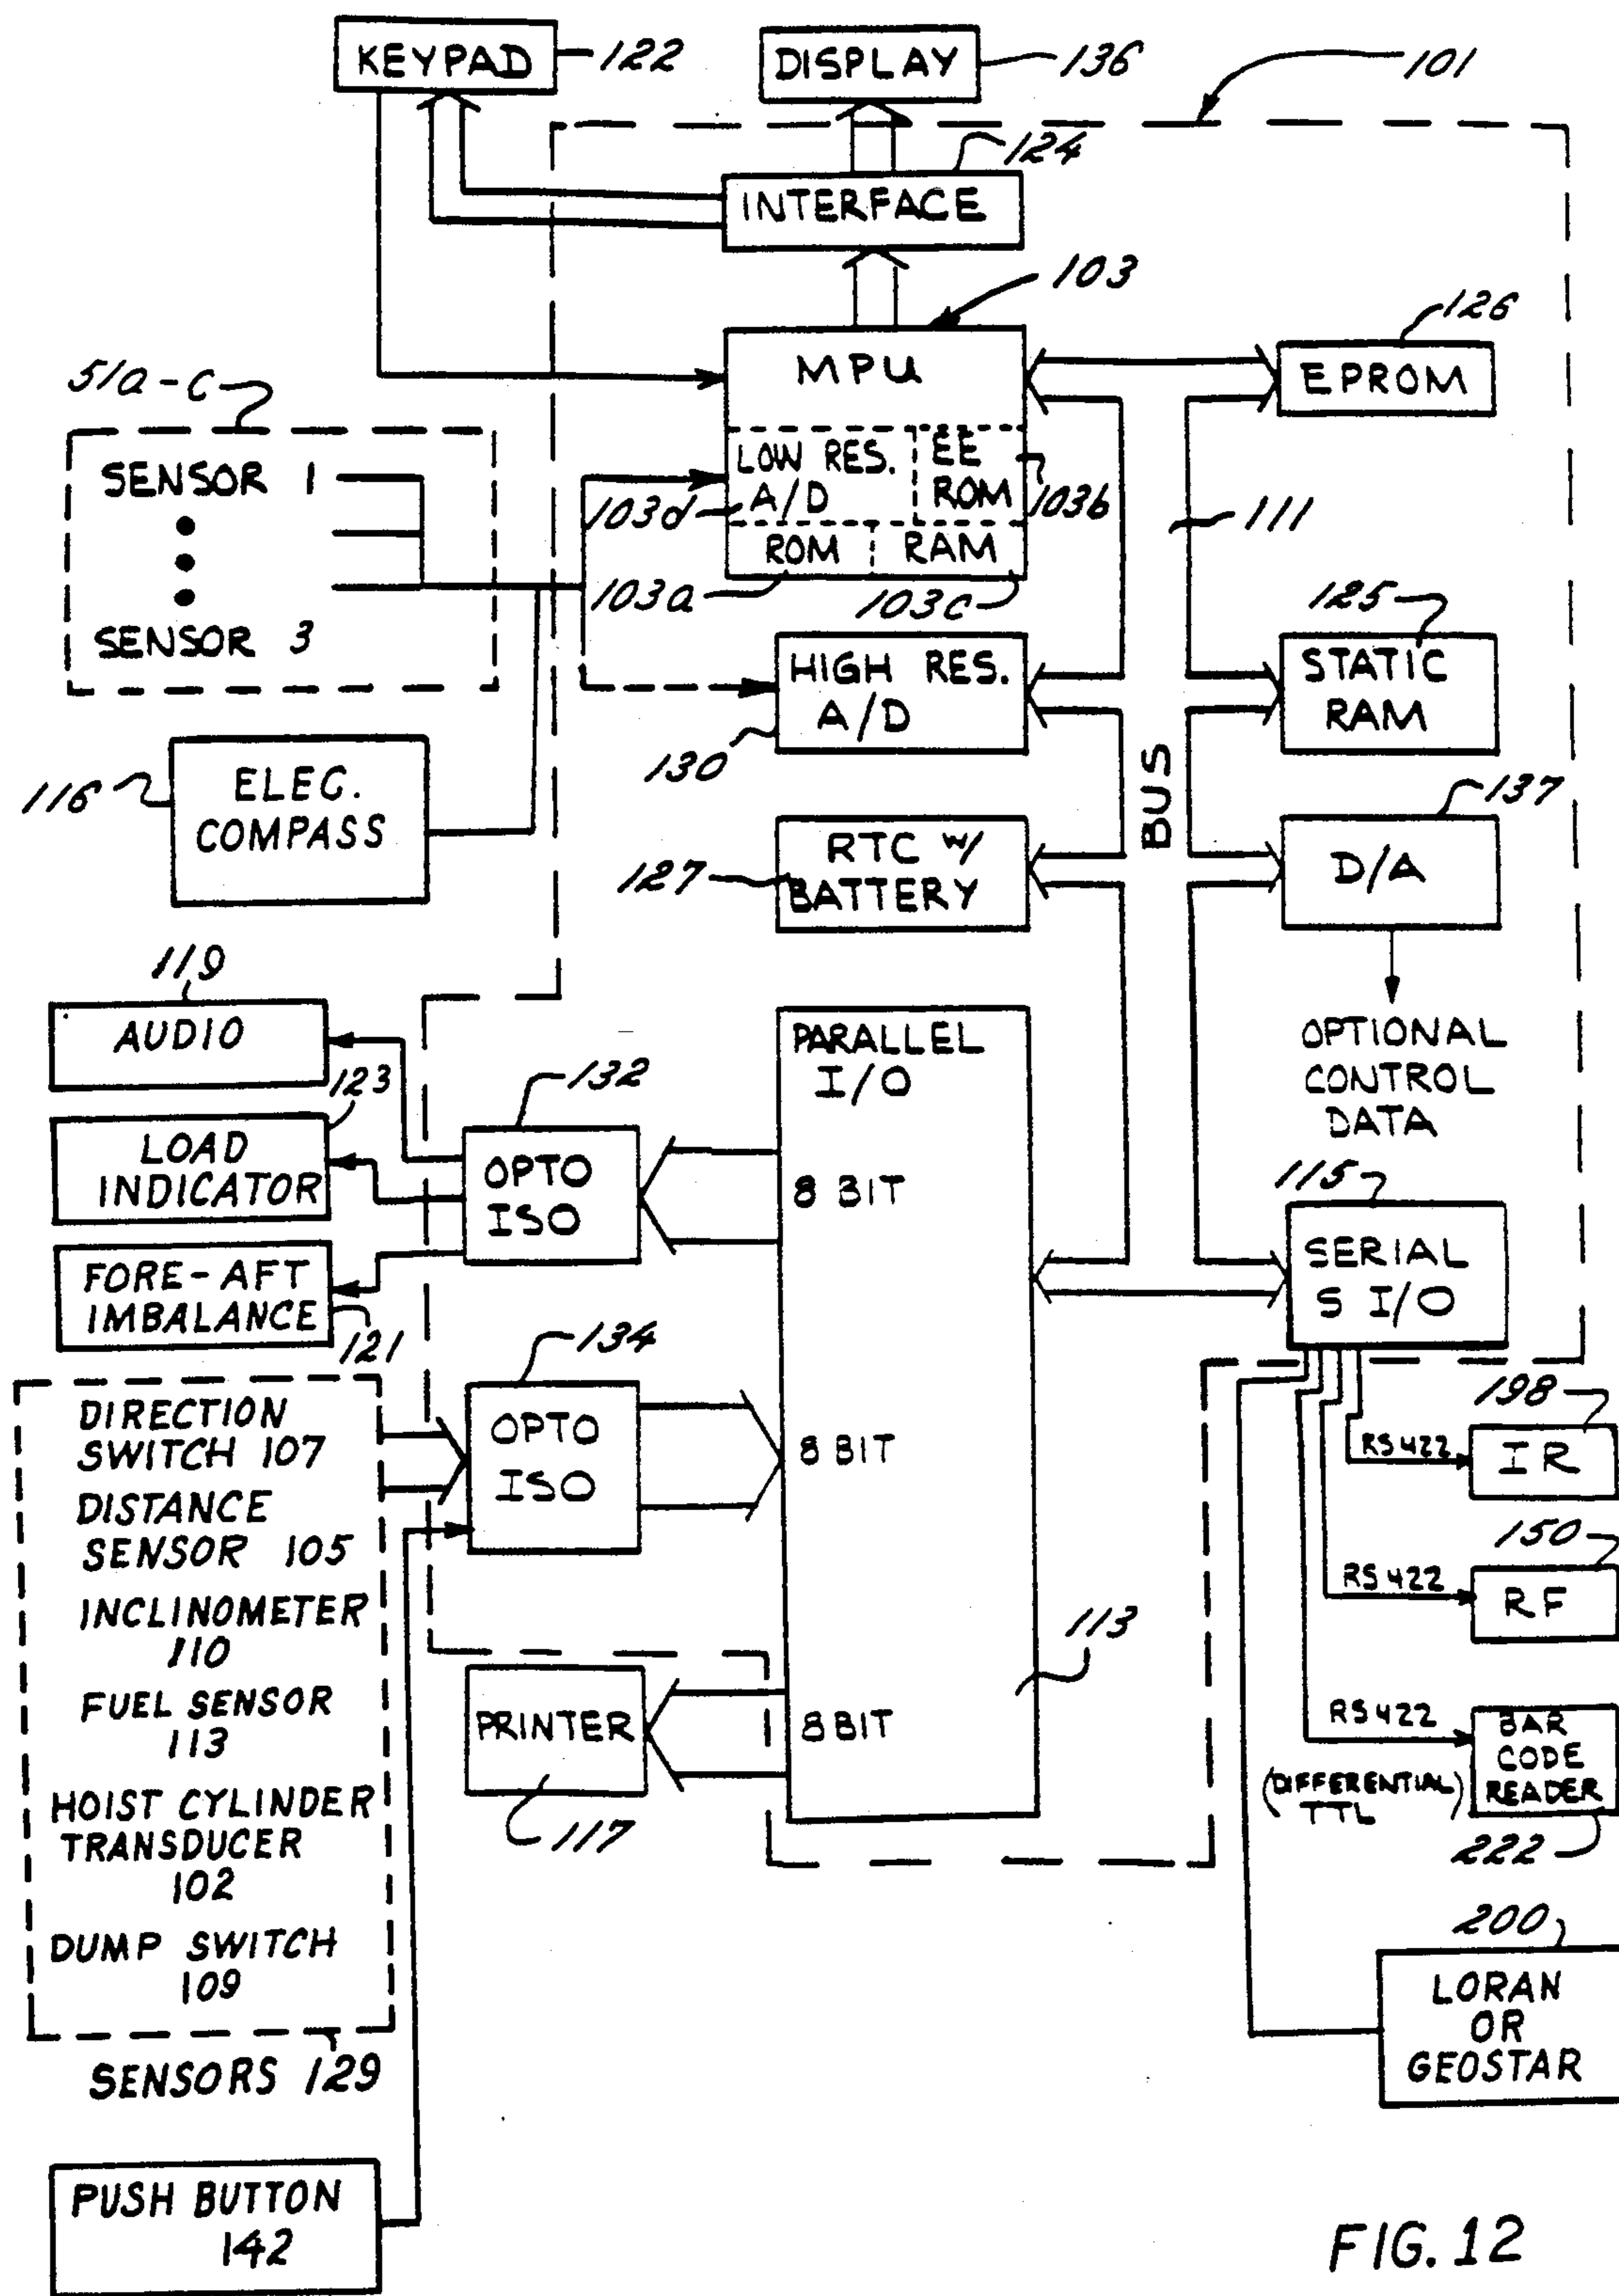 KEYPAD 122
DISPLAY 136
101
124
INTERFACE
103
MPU
126
EPROM
51a-c
SENSOR 1
SENSOR 3
LOW RES.
A/D
103d
EE
ROM
103b
ROM
RAM
103a
103c
111
BUS
125
STATIC
RAM
HIGH RES.
A/D
130
116
ELEC.
COMPASS
RTC W/
BATTERY
127
137
D/A
OPTIONAL
CONTROL
DATA
119
AUDIO
123
LOAD
INDICATOR
FORE-AFT
IMBALANCE
121
132
OPTO
ISO
PARALLEL
I/O
8 BIT
115
SERIAL
S I/O
134
OPTO
ISO
8 BIT
DIRECTION
SWITCH 107
DISTANCE
SENSOR 105
INCLINOMETER
110
FUEL SENSOR
113
HOIST CYLINDER
TRANSDUCER
102
DUMP SWITCH
109
SENSORS 129
PRINTER
117
8 BIT
113
198
RS422
IR
150
RS422
RF
RS422
(DIFFERENTIAL)
TTL
BAR
CODE
READER
222
200
LORAN
OR
GEOSTAR
PUSH BUTTON
142
FIG. 12